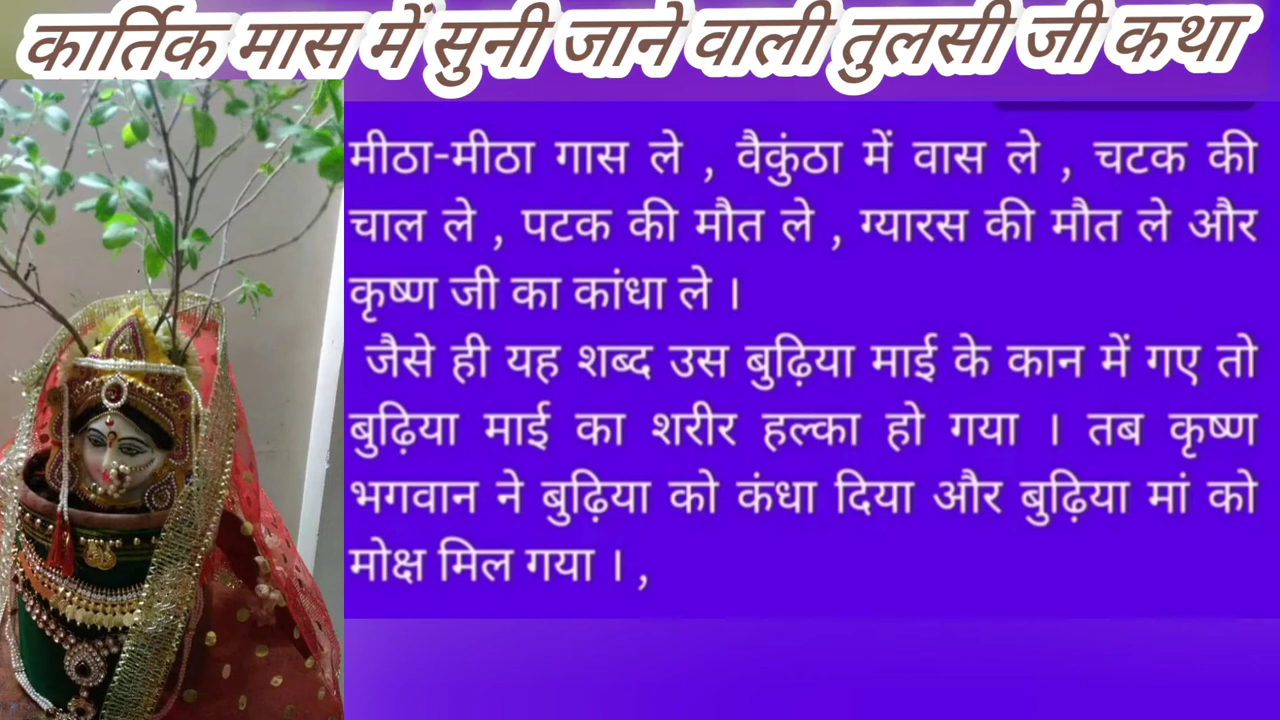 कार्तिक मास में सुनी जाने वाली तुलसी जी कथा
मीठा-मीठा गास ले , वैकुंठा में वास ले , चटक की
चाल ले , पटक की मौत ले , ग्यारस की मौत ले और
कृष्ण जी का कांधा ले ।
जैसे ही यह शब्द उस बुढ़िया माई के कान में गए तो
बुढ़िया माई का शरीर हल्का हो गया । तब कृष्ण
भगवान ने बुढ़िया को कंधा दिया और बुढ़िया मां को
मोक्ष मिल गया । ,